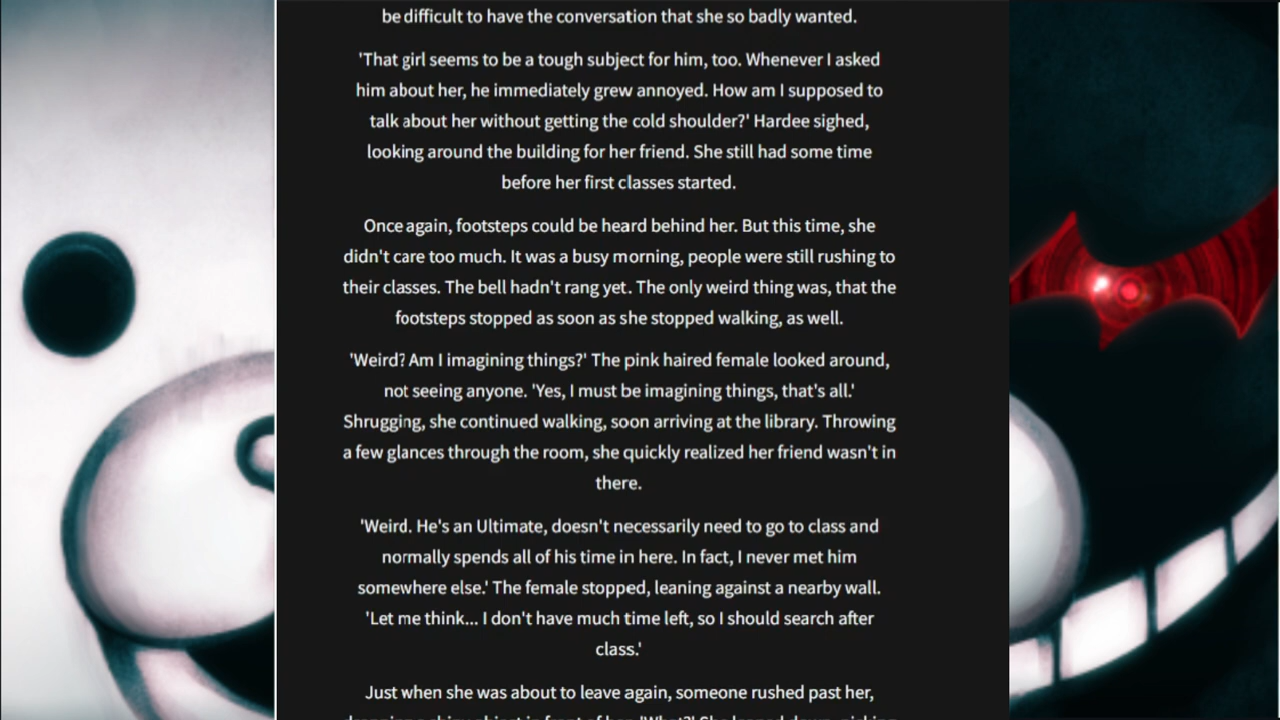 be difficult to have the conversation that she so badly wanted.
'That girl seems to be a tough subject for him, too. Whenever I asked
him about her, he immediately grew annoyed. How am I supposed to
talk about her without getting the cold shoulder?' Hardee sighed,
looking around the building for her friend. She still had some time
before her first classes started.
Once again, footsteps could be heard behind her. But this time, she
didn't care too much. It was a busy morning, people were still rushing to
their classes. The bell hadn't rang yet. The only weird thing was, that the
footsteps stopped as soon as she stopped walking, as well.
'Weird? Am I imagining things?' The pink haired female looked around,
not seeing anyone. 'Yes, I must be imagining things, that's all.'
Shrugging, she continued walking, soon arriving at the library. Throwing
a few glances through the room, she quickly realized her friend wasn't in
there.
'Weird. He's an Ultimate, doesn't necessarily need to go to class and
normally spends all of his time in here. In fact, I never met him
somewhere else.' The female stopped, leaning against a nearby wall.
'Let me think... I don't have much time left, so I should search after
class.'
Just when she was about to leave again, someone rushed past her,